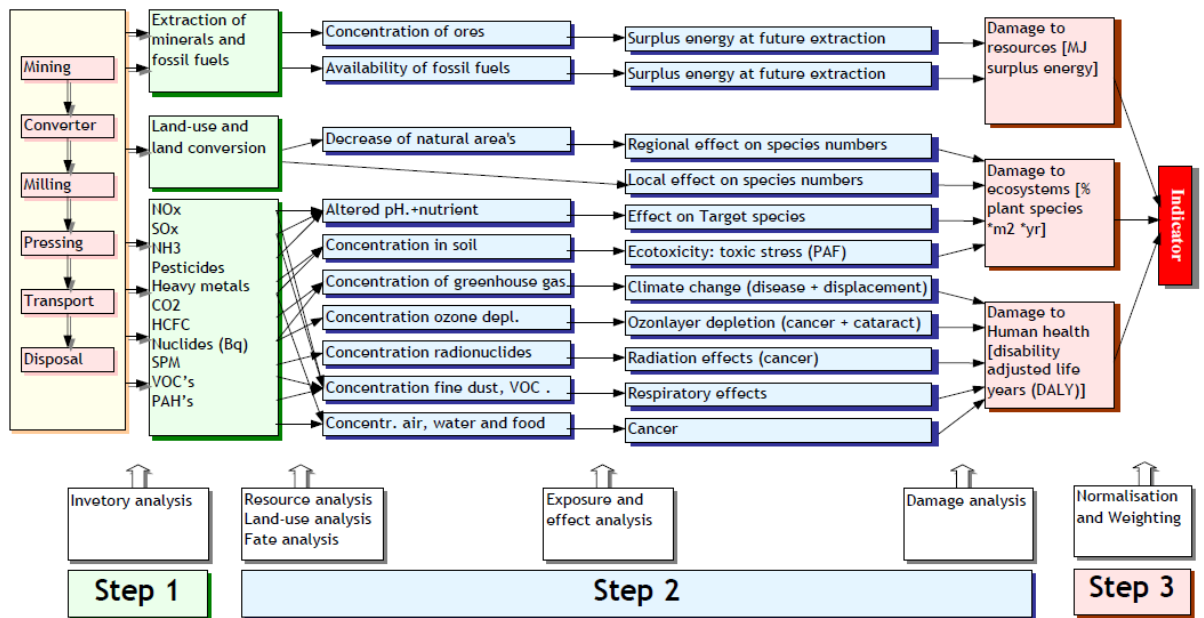 Mining
Converter
Milling
Pressing
Transport
Disposal
Extraction of
minerals and
fossil fuels
Land-use and
land conversion
NOx
SOx
NH3
Pesticides
Heavy metals
CO2
HCFC
Nuclides (Bq)
SPM
VOC's
PAH's
Concentration of ores
Availability of fossil fuels
Decrease of natural area's
Altered pH.+nutrient
Concentration in soil
Concentration of greenhouse gas.
Concentration ozone depl.
Concentration radionuclides
Concentration fine dust, VOC .
Concentr. air, water and food
Surplus energy at future extraction
Surplus energy at future extraction
Regional effect on species numbers
Local effect on species numbers
Effect on Target species
Ecotoxicity: toxic stress (PAF)
Climate change (disease + displacement)
Ozonlayer depletion (cancer + cataract)
Radiation effects (cancer)
Respiratory effects
Cancer
Damage to
resources [MJ
surplus energy]
Damage to
ecosystems [%
plant species
*m2 *yr]
Damage to
Human health
[disability
adjusted life
years (DALY)]
Indicator
Invetory analysis
Resource analysis
Land-use analysis
Fate analysis
Exposure and
effect analysis
Damage analysis
Normalisation
and Weighting
Step 1
Step 2
Step 3